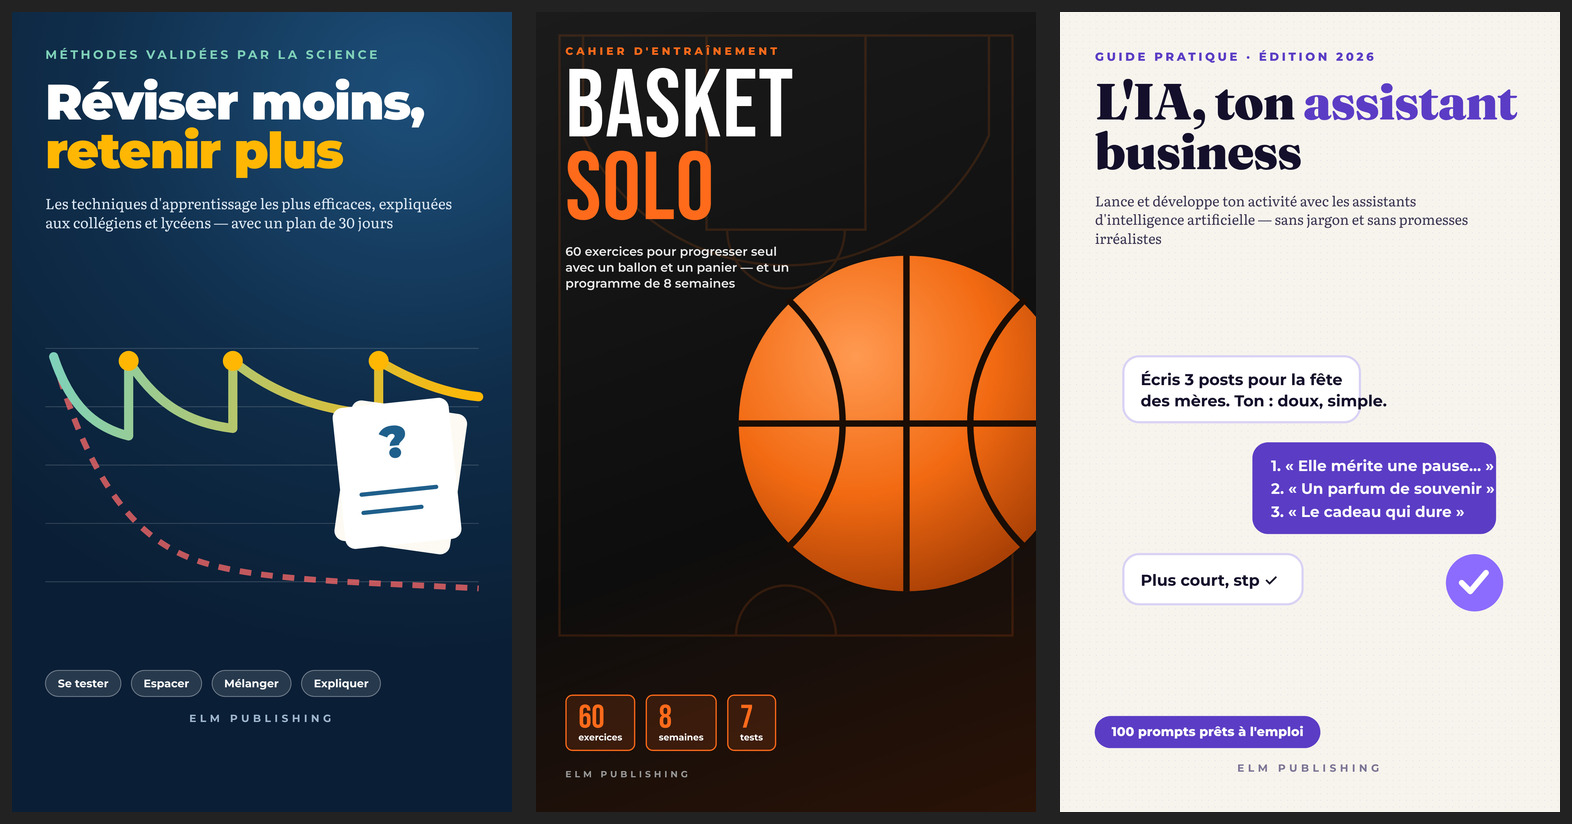 MÉTHODES VALIDÉES PAR LA SCIENCE
Réviser moins,
retenir plus
Les techniques d'apprentissage les plus efficaces, expliquées
aux collégiens et lycéens — avec un plan de 30 jours
?
Se tester
Espacer
Mélanger
Expliquer
ELM PUBLISHING
CAHIER D'ENTRAÎNEMENT
BASKET
SOLO
60 exercices pour progresser seul
avec un ballon et un panier — et un
programme de 8 semaines
60
exercices
8
semaines
7
tests
ELM PUBLISHING
GUIDE PRATIQUE · ÉDITION 2026
L'IA, ton assistant
business
Lance et développe ton activité avec les assistants
d'intelligence artificielle — sans jargon et sans promesses
irréalistes
Écris 3 posts pour la fête
des mères. Ton : doux, simple.
1. « Elle mérite une pause... »
2. « Un parfum de souvenir »
3. « Le cadeau qui dure »
Plus court, stp ✓
100 prompts prêts à l'emploi
ELM PUBLISHING